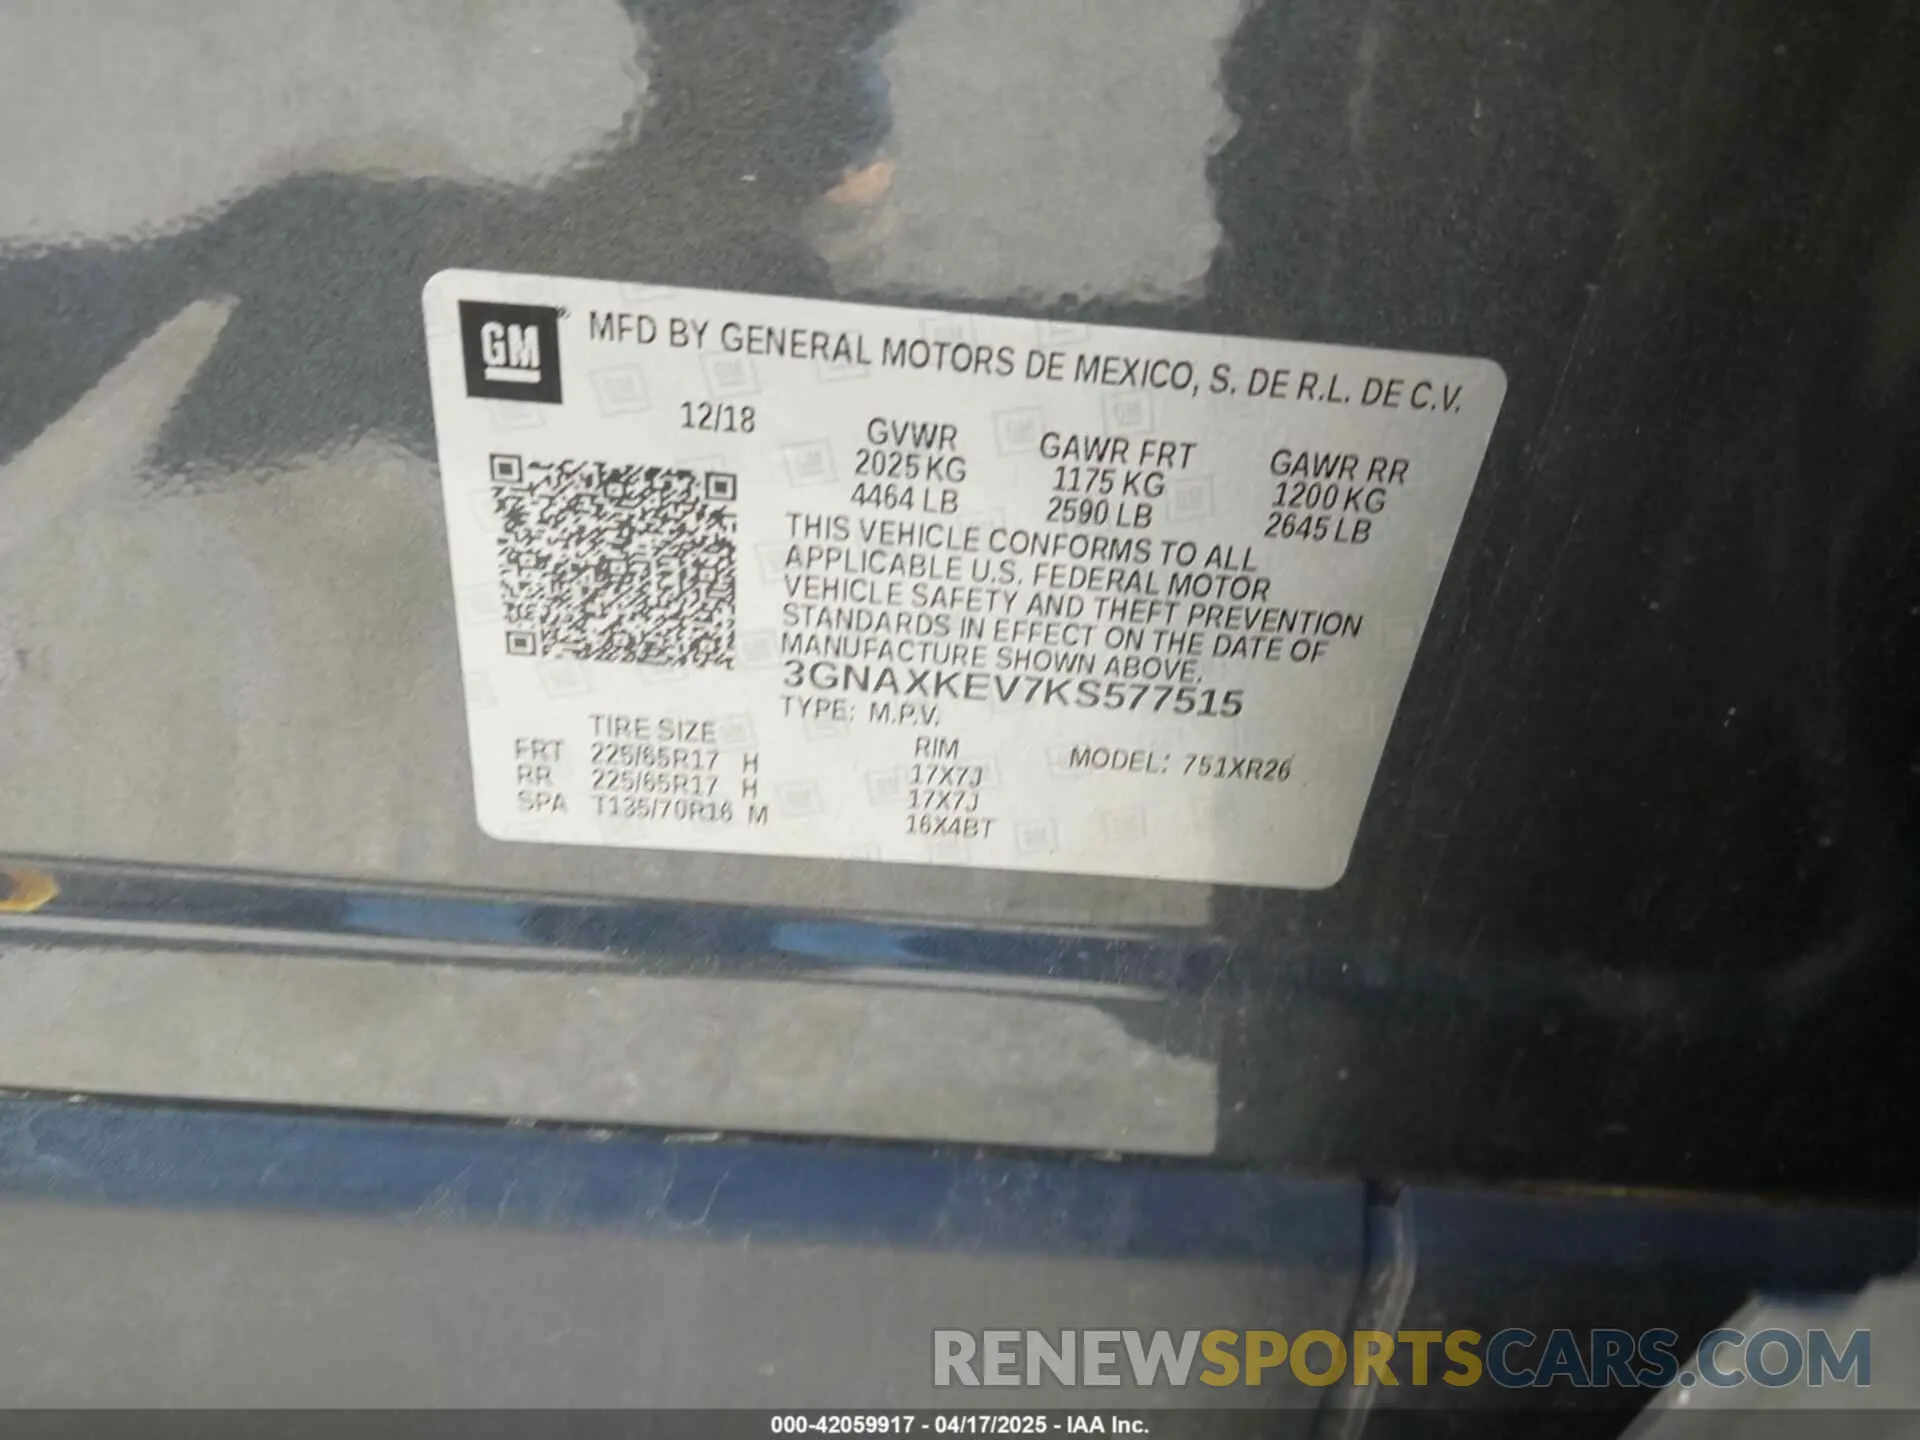 GM
MFD BY GENERAL MOTORS DE MEXICO, S. DE R.L. DE C.V.
12/18
GVWR GAWR FRT GAWR RR
2025 KG 1175 KG 1200 KG
4464 LB 2590 LB 2645 LB
THIS VEHICLE CONFORMS TO ALL
APPLICABLE U.S. FEDERAL MOTOR
VEHICLE SAFETY AND THEFT PREVENTION
STANDARDS IN EFFECT ON THE DATE OF
MANUFACTURE SHOWN ABOVE.
3GNAXKEV7KS577515
TYPE: M.P.V.
TIRE SIZE RIM MODEL: 751XR26
FRT 225/65R17 H 17X7J
RR 225/65R17 H 17X7J
SPA T135/70R16 M 16X4BT
RENEWSPORTSCARS.COM
000-42059917 - 04/17/2025 - IAA Inc.